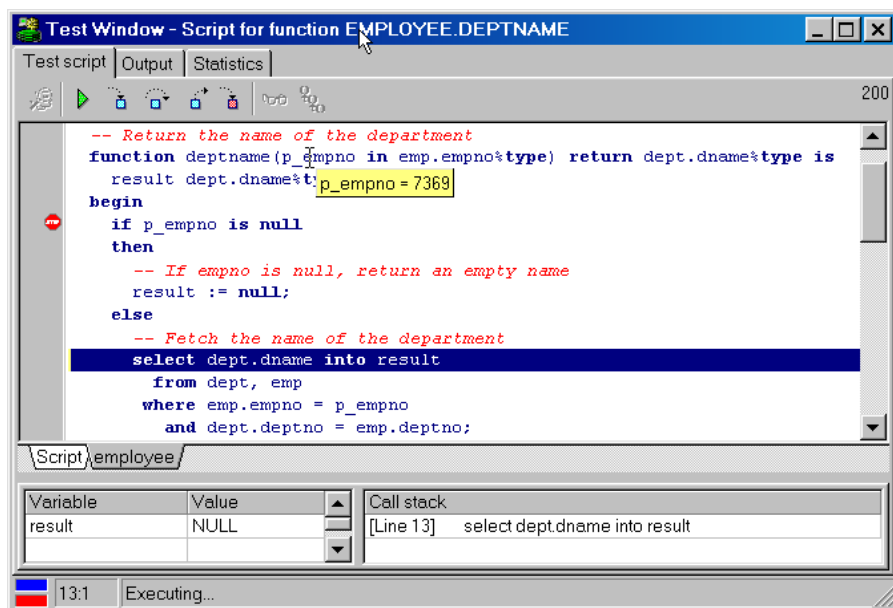 Test Window - Script for function EMPLOYEE.DEPTNAME
Test script Output Statistics
200
-- Return the name of the department
function deptname(p_empno in emp.empno%type) return dept.dname%type is
result dept.dname%ty
p_empno = 7369
begin
if p_empno is null
then
-- If empno is null, return an empty name
result := null;
else
-- Fetch the name of the department
select dept.dname into result
from dept, emp
where emp.empno = p_empno
and dept.deptno = emp.deptno;
Script employee
Variable Value Call stack
result NULL [Line 13] select dept.dname into result
13:1 Executing...